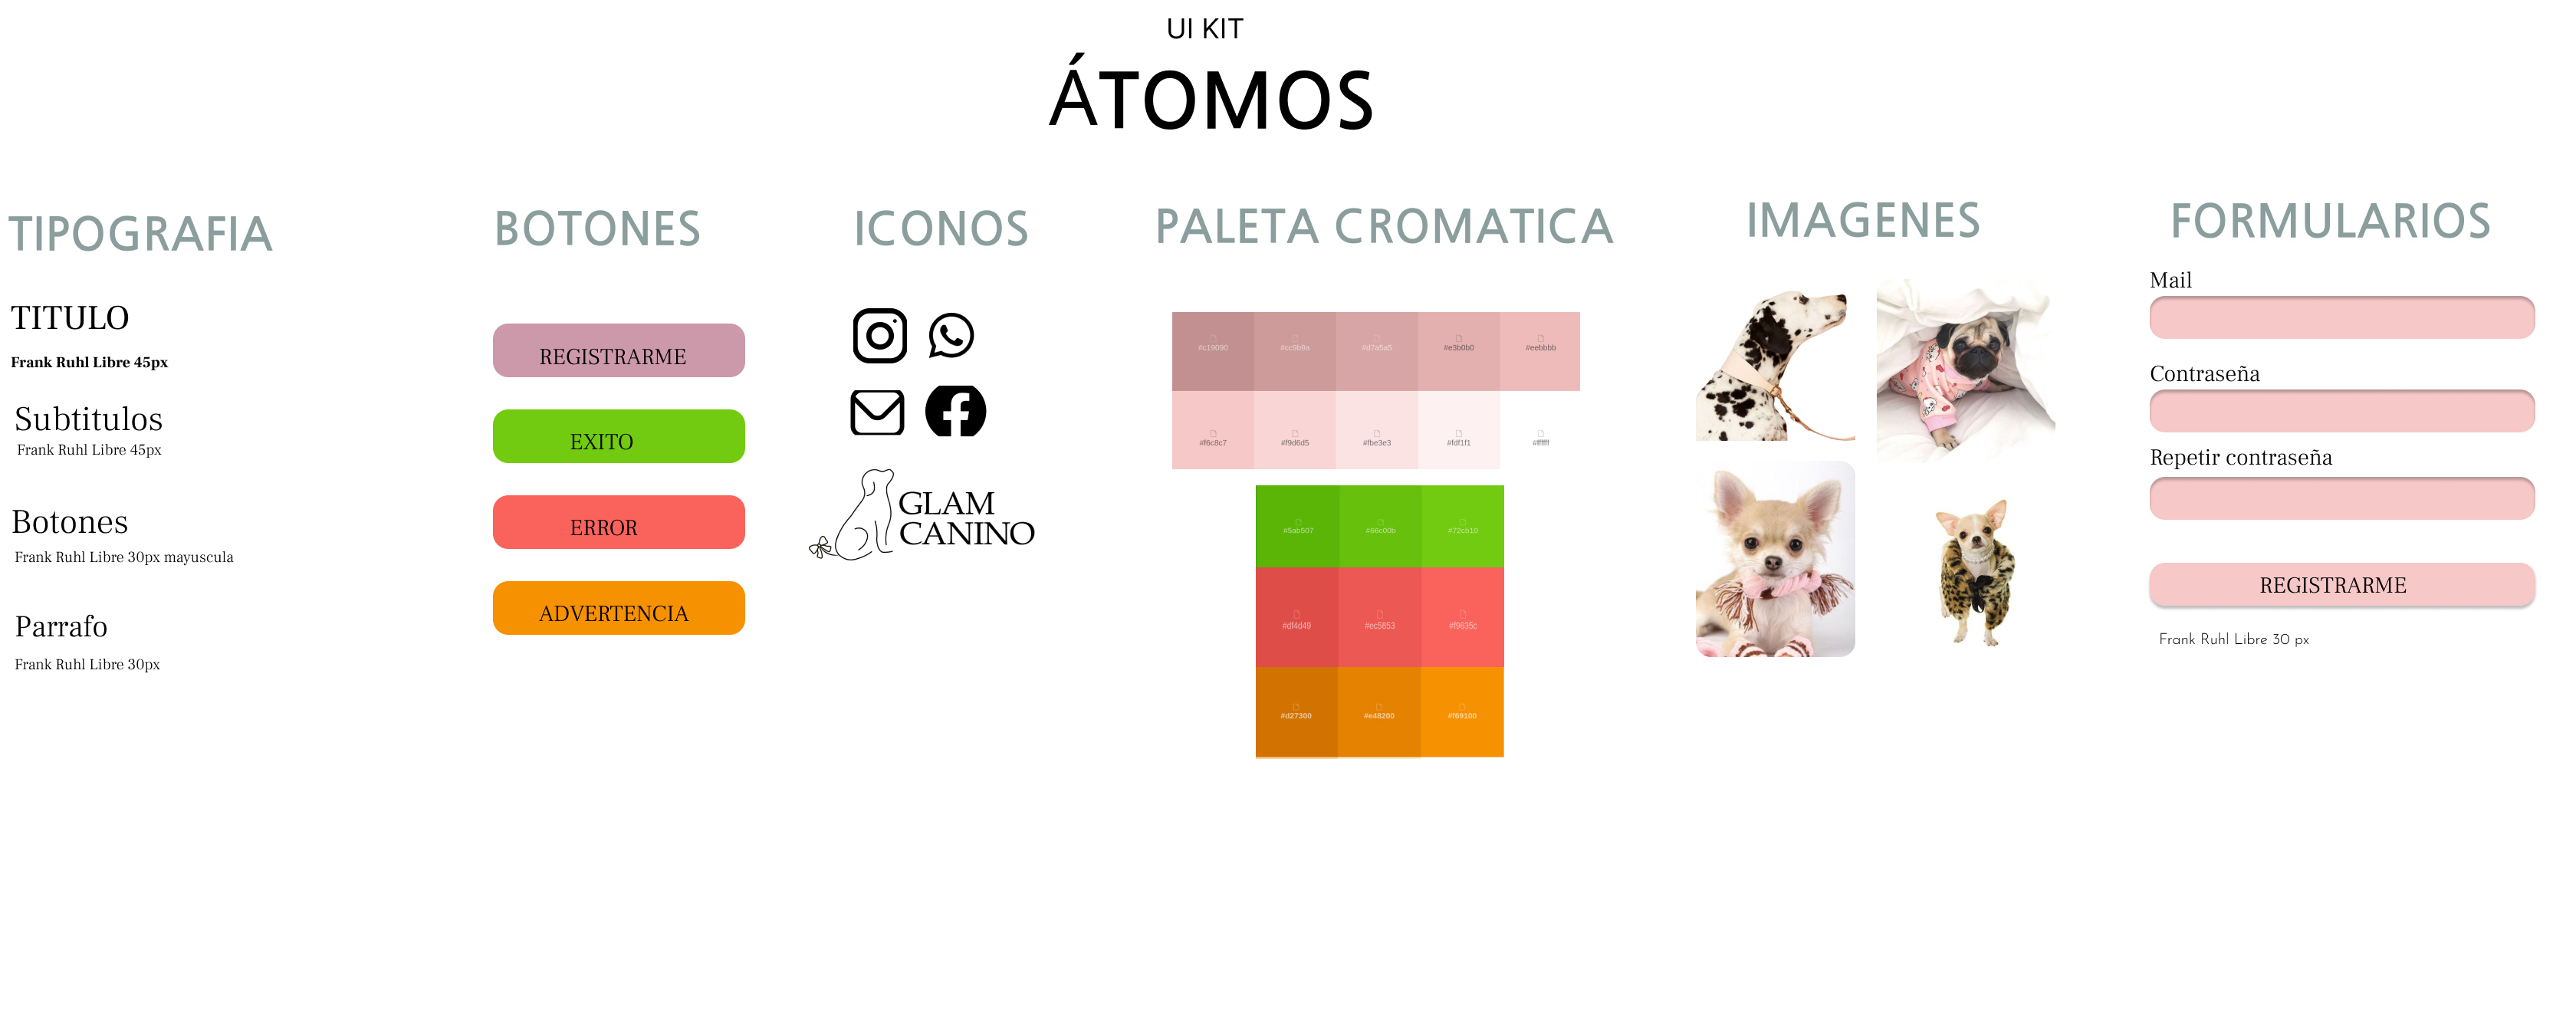 UI KIT
ÁTOMOS
TIPOGRAFIA
TITULO
Frank Ruhl Libre 45px
Subtitulos
Frank Ruhl Libre 45px
Botones
Frank Ruhl Libre 30px mayuscula
Parrafo
Frank Ruhl Libre 30px
BOTONES
REGISTRARME
EXITO
ERROR
ADVERTENCIA
ICONOS
GLAM
CANINO
PALETA CROMATICA
#c19090 #cc9b9a #d7a5a5 #e3b0b0 #eebbbb
#f6c8c7 #f9d6d5 #fbe3e3 #fdf1f1 #ffffff
#5ab507 #66c00b #72cb10
#df4d49 #ec5853 #f9635c
#d27300 #e48200 #f69100
IMAGENES
FORMULARIOS
Mail
Contraseña
Repetir contraseña
REGISTRARME
Frank Ruhl Libre 30 px